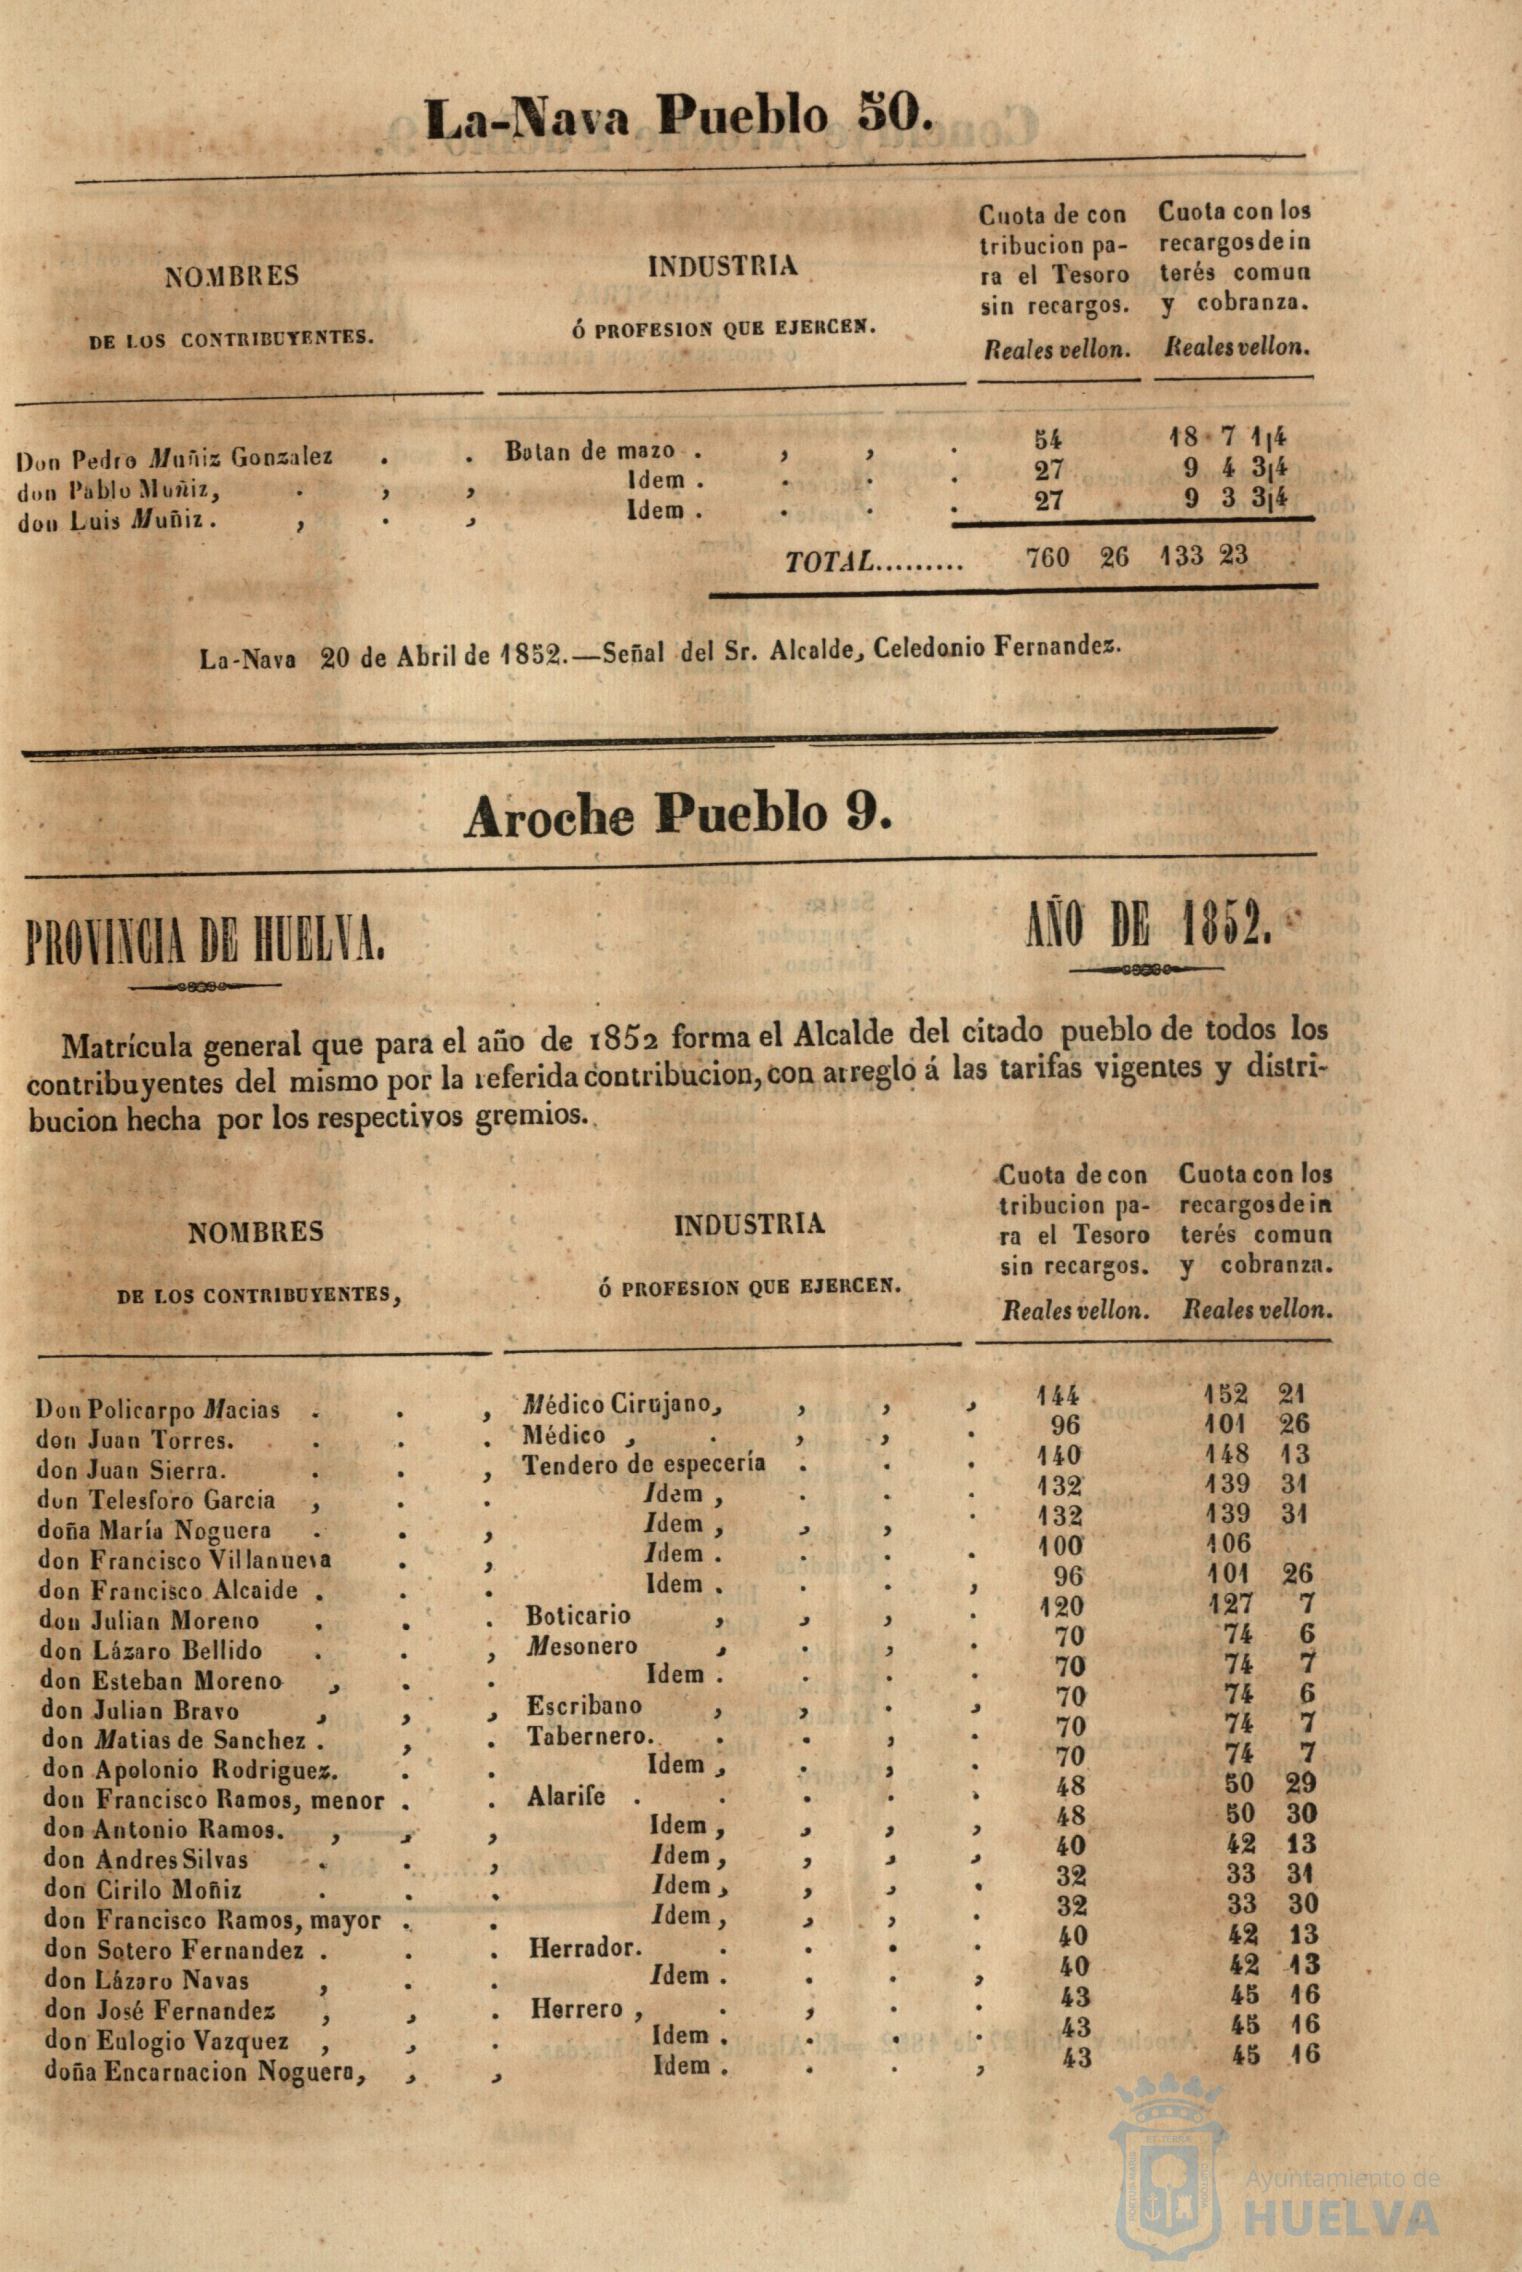 La-Nava Pueblo 50.
NOMBRES
DE LOS CONTRIBUYENTES.
INDUSTRIA
Ó PROFESION QUE EJERCEN.
Cuota de con
tribucion pa-
ra el Tesoro
sin recargos.
Reales vellon.
Cuota con los
recargos de in
terés comun
y cobranza.
Reales vellon.
Don Pedro Muñiz Gonzalez . . Botan de mazo . , , . 54 18 7 1|4
don Pablo Muñiz, . , , Idem . . . . 27 9 4 3|4
don Luis Muñiz. , . , Idem . . . . 27 9 3 3|4
TOTAL......... 760 26 133 23
La-Nava 20 de Abril de 1852.—Señal del Sr. Alcalde, Celedonio Fernandez.
Aroche Pueblo 9.
PROVINCIA DE HUELVA. AÑO DE 1852.
Matrícula general que para el año de 1852 forma el Alcalde del citado pueblo de todos los
contribuyentes del mismo por la referida contribucion, con arreglo á las tarifas vigentes y distri-
bucion hecha por los respectivos gremios.
NOMBRES
DE LOS CONTRIBUYENTES,
INDUSTRIA
Ó PROFESION QUE EJERCEN.
Cuota de con
tribucion pa-
ra el Tesoro
sin recargos.
Reales vellon.
Cuota con los
recargos de in
terés comun
y cobranza.
Reales vellon.
Don Policarpo Macias . . , Médico Cirujano, , , , 144 152 21
don Juan Torres. . . . Médico , . , , . 96 101 26
don Juan Sierra. . . , Tendero de especería . . . 140 148 13
don Telesforo Garcia , . . Idem , . . . 132 139 31
doña María Noguera . . , Idem , , , . 132 139 31
don Francisco Villanueva . , Idem . . . . 100 106
don Francisco Alcaide . . . Idem . . . , 96 101 26
don Julian Moreno . . . Boticario , , , . 120 127 7
don Lázaro Bellido . . , Mesonero , . , . 70 74 6
don Esteban Moreno , . . Idem . . . . 70 74 7
don Julian Bravo , , , Escribano , , . , 70 74 6
don Matias de Sanchez . , . Tabernero. . . , . 70 74 7
don Apolonio Rodriguez. . . Idem , . , . 70 74 7
don Francisco Ramos, menor . . Alarife . . . . . 48 50 29
don Antonio Ramos. , , , Idem , , , , 48 50 30
don Andres Silvas . . , Idem , , , , 40 42 13
don Cirilo Moñiz . . . Idem , , , . 32 33 31
don Francisco Ramos, mayor . . Idem , , , . 32 33 30
don Sotero Fernandez . . . Herrador. . . . . 40 42 13
don Lázaro Navas , . . Idem . . . , 40 42 13
don José Fernandez , , . Herrero , . , . . 43 45 16
don Eulogio Vazquez , , . Idem . . . . 43 45 16
doña Encarnacion Noguera, , , Idem . . . , 43 45 16
Ayuntamiento de
HUELVA